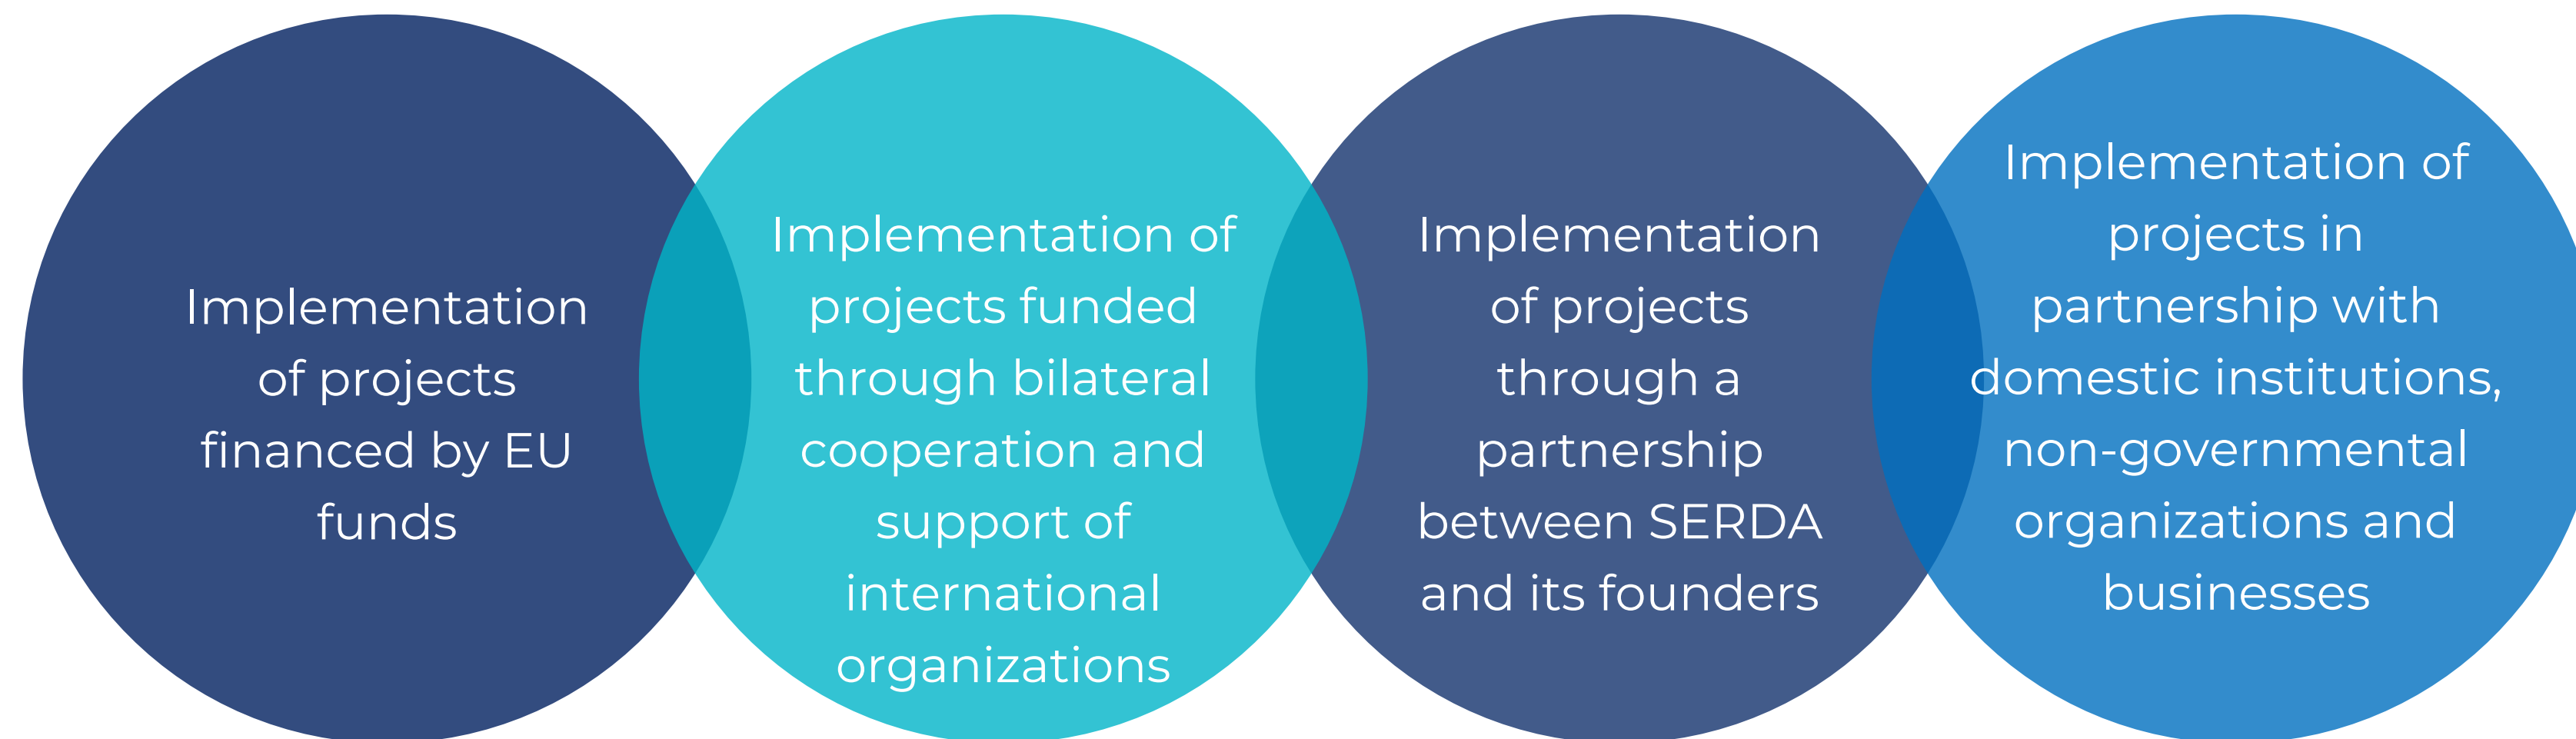 Implementation
of projects
financed by EU
funds
Implementation of
projects funded
through bilateral
cooperation and
support of
international
organizations
Implementation
of projects
through a
partnership
between SERDA
and its founders
Implementation of
projects in
partnership with
domestic institutions,
non-governmental
organizations and
businesses